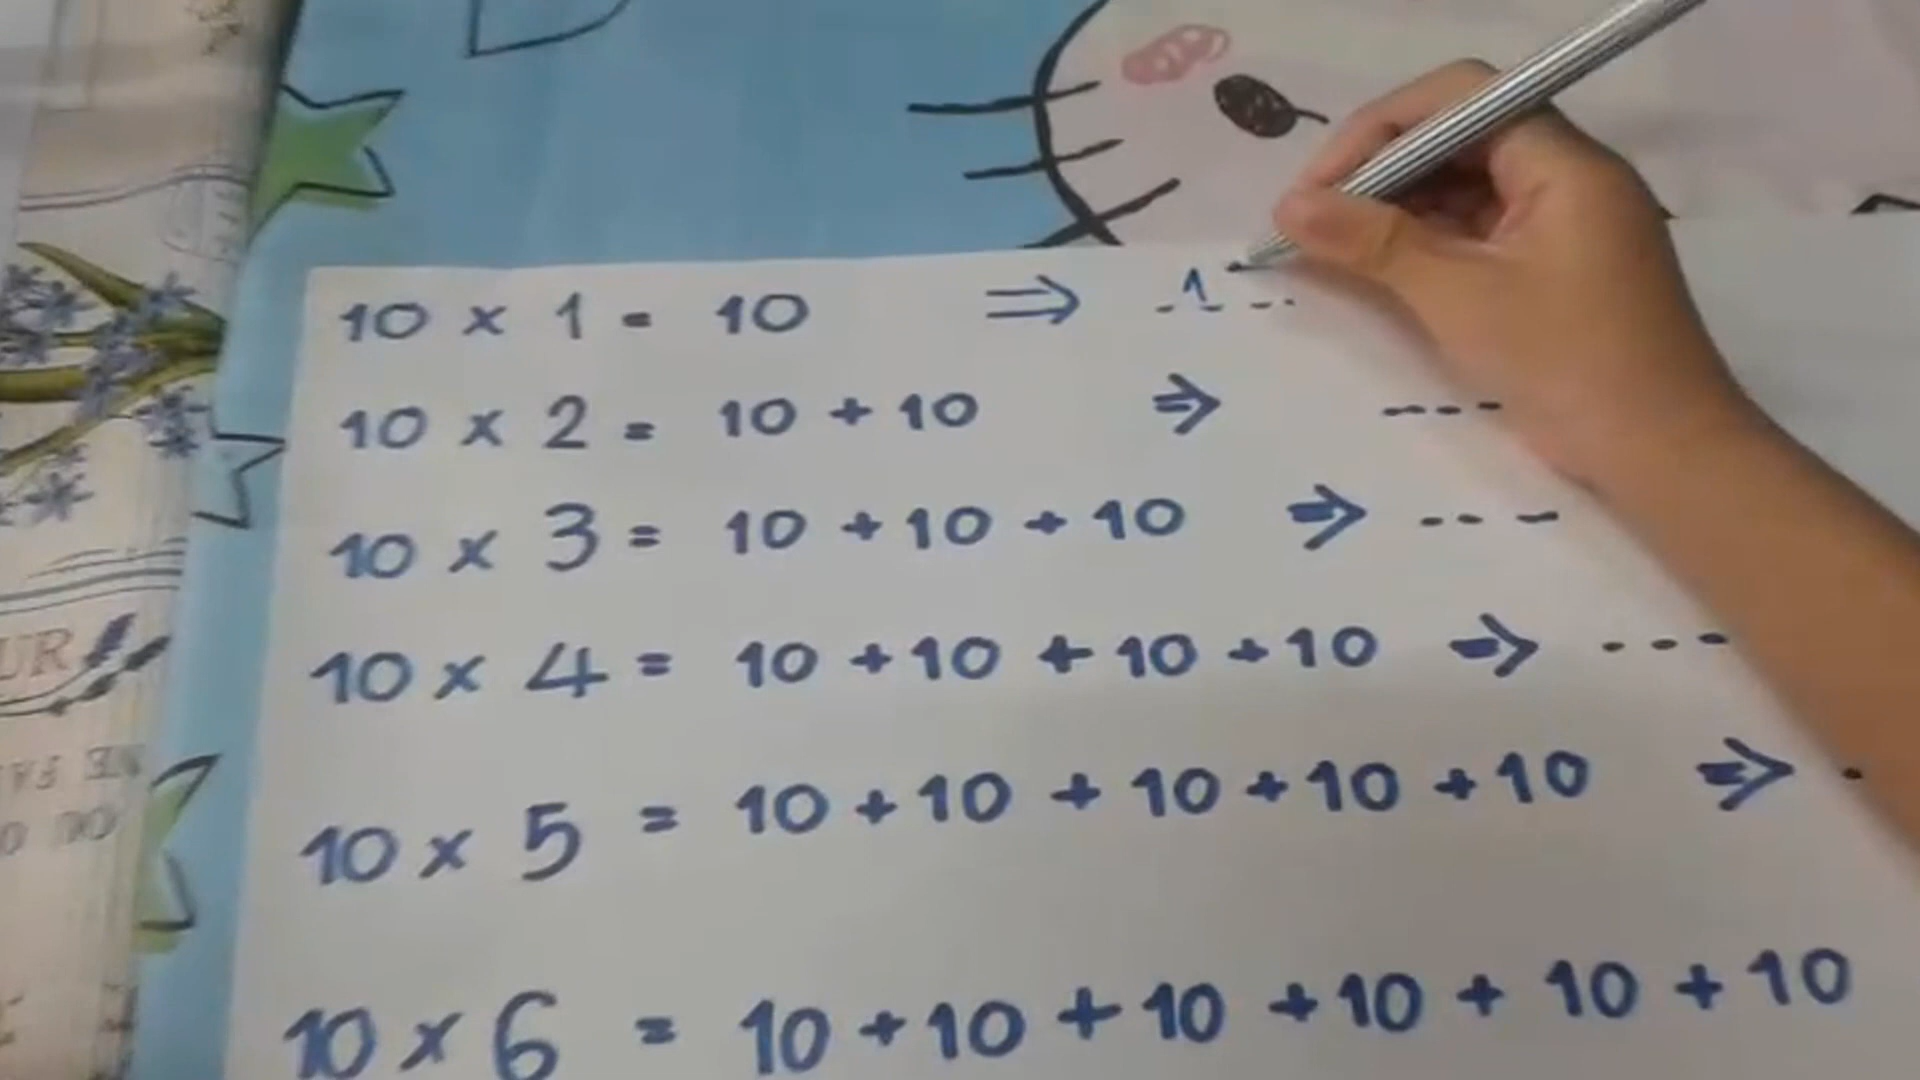 10 x 1 = 10 ⇒ 1
10 x 2 = 10 + 10 ⇒ ---
10 x 3 = 10 + 10 + 10 ⇒ ---
10 x 4 = 10 + 10 + 10 + 10 ⇒ ---
10 x 5 = 10 + 10 + 10 + 10 + 10 ⇒
10 x 6 = 10 + 10 + 10 + 10 + 10 + 10